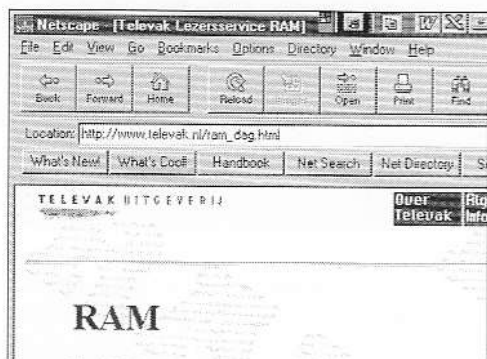 Netscape - [Televak Lezersservice RAM]
File Edit View Go Bookmarks Options Directory Window Help
Back Forward Home Reload Open Print Find
Location: http://www.televak.nl/ram_dag.html
What's New! What's Cool! Handbook Net Search Net Directory S
TELEVAK UITGEVERIJ
Over
Televak
RAM